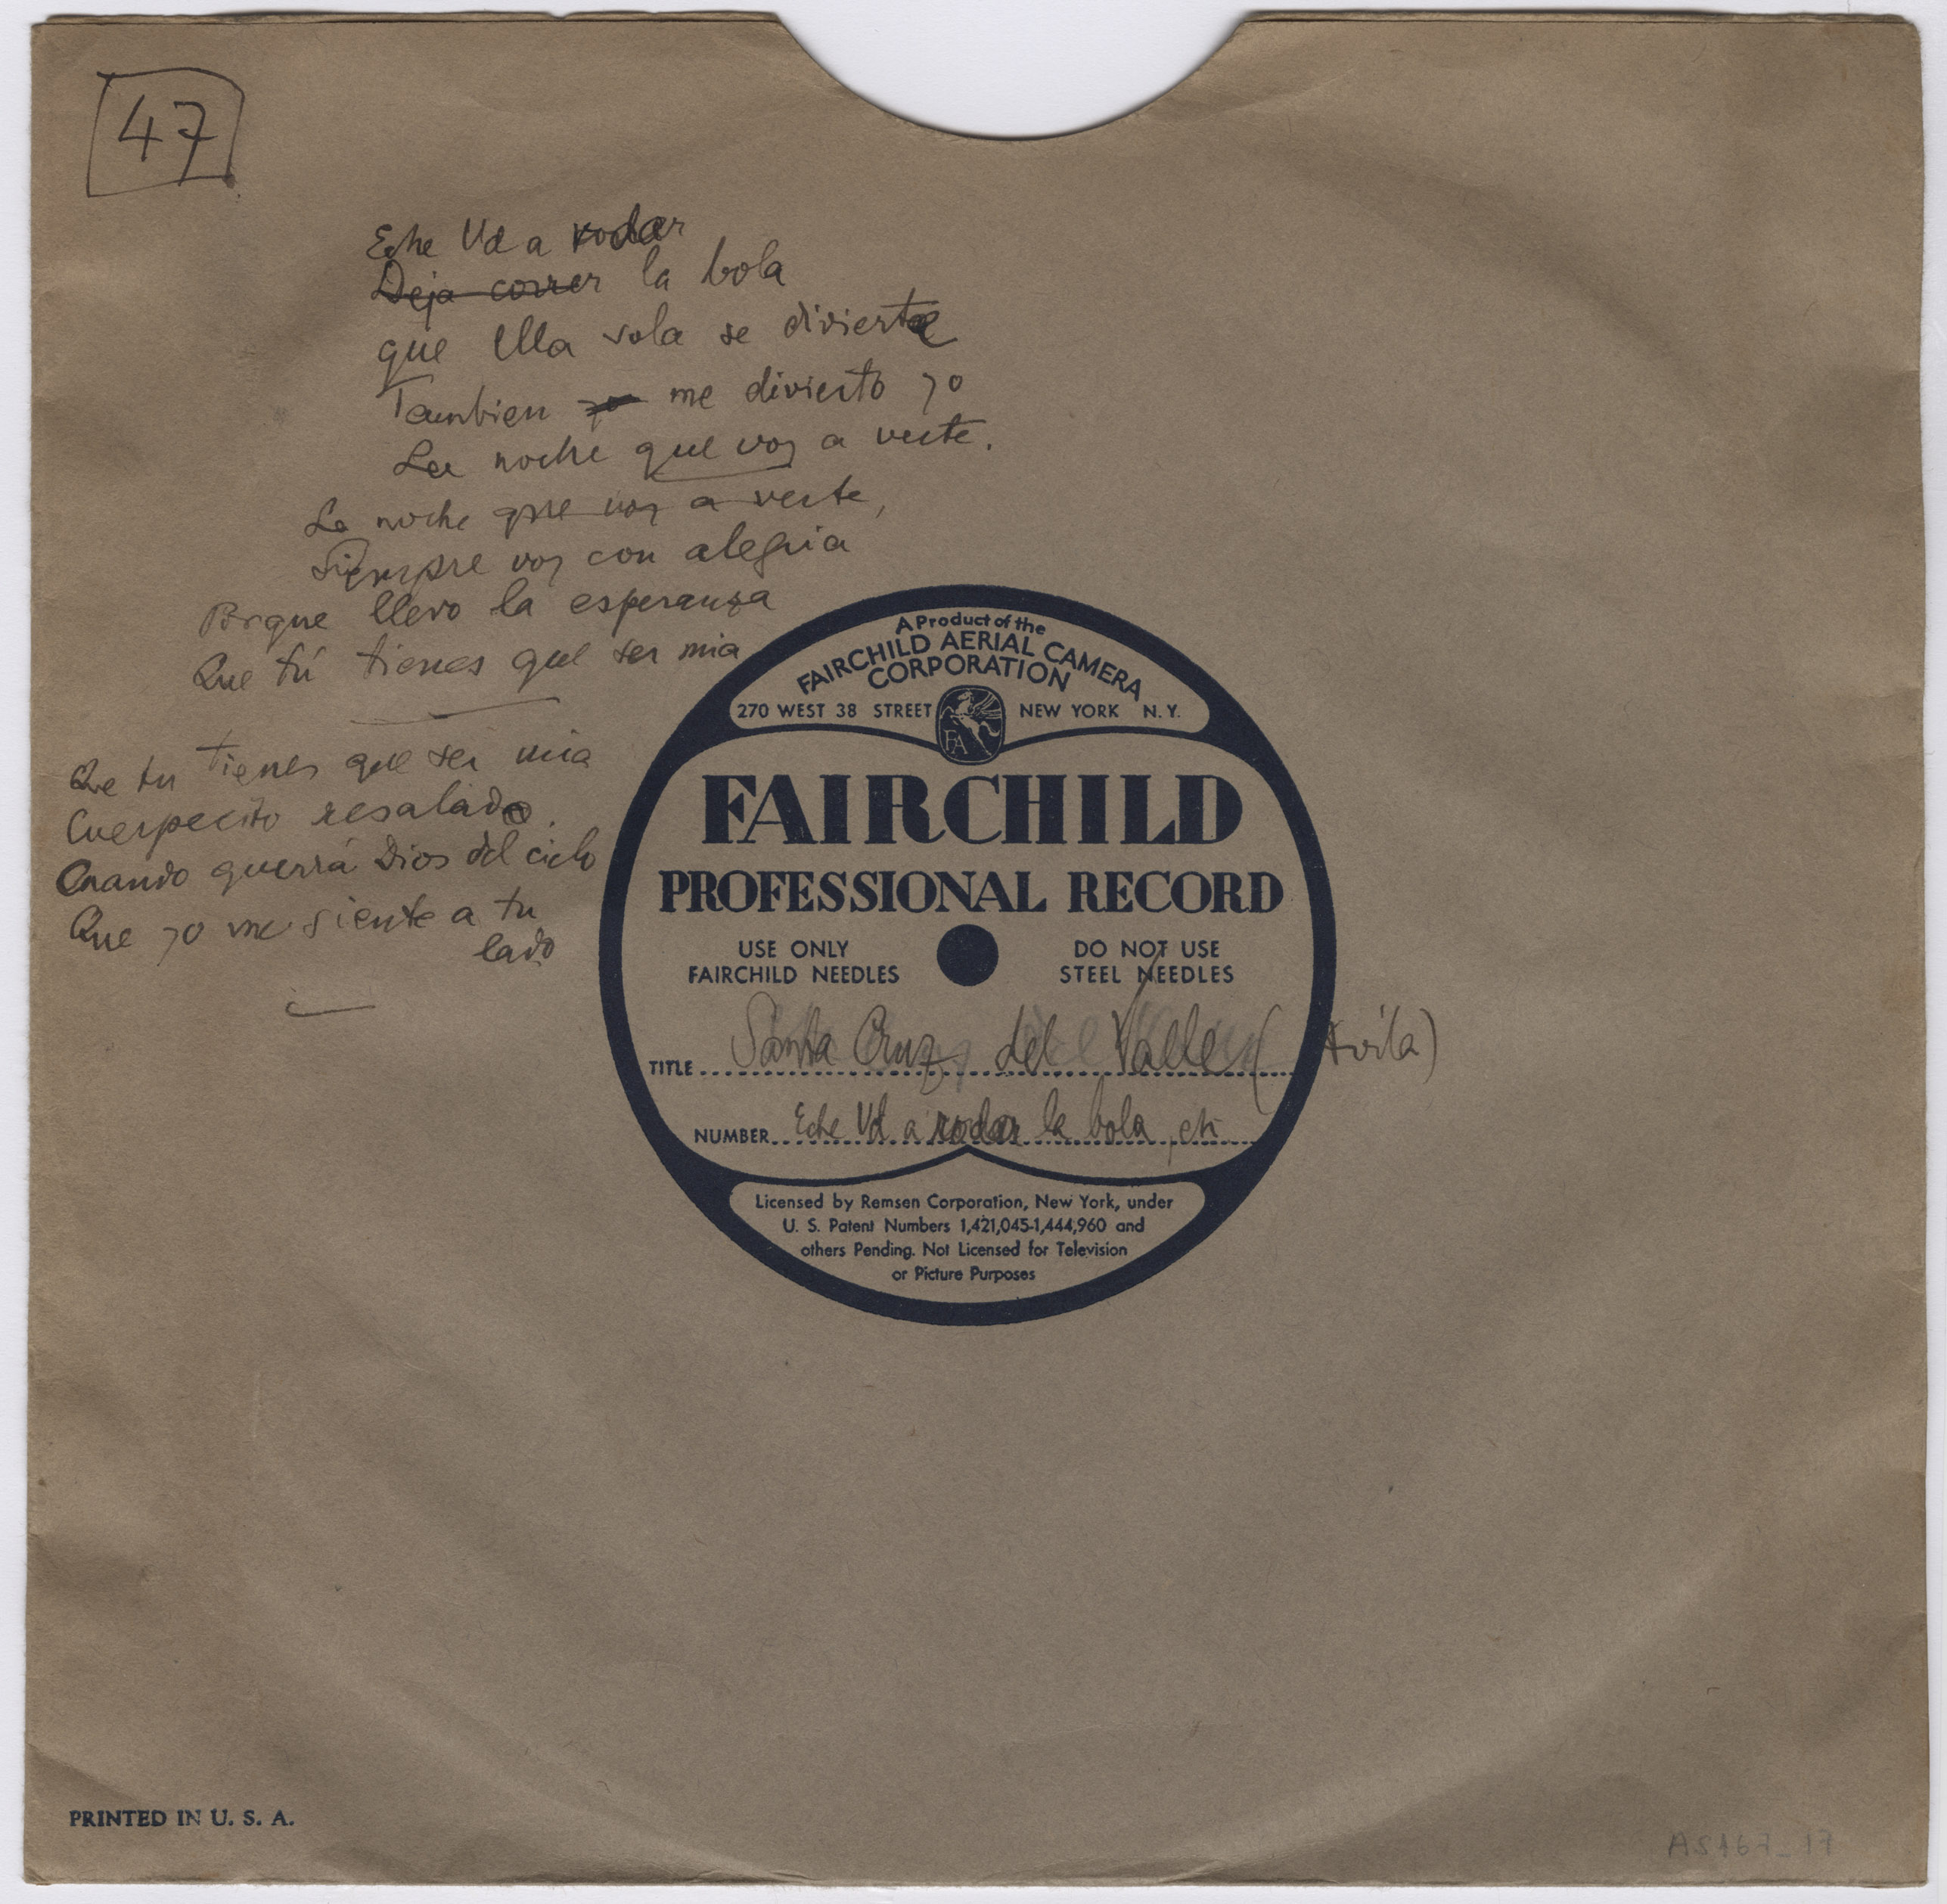 47
Eche Vd a rodar
Deja correr la bola
que Ella sola se divierte
Tambien yo me divierto yo
La noche que voy a verte.
La noche que voy a verte,
Siempre voy con alegria
Porque llevo la esperanza
Que tú tienes que ser mia
Que tu tienes que ser mia
Cuerpecito resalado.
Cuando querrá Dios del cielo
Que yo me siente a tu
lado
A Product of the
FAIRCHILD AERIAL CAMERA
CORPORATION
270 WEST 38 STREET NEW YORK N.Y.
FA
FAIRCHILD
PROFESSIONAL RECORD
USE ONLY
FAIRCHILD NEEDLES
DO NOT USE
STEEL NEEDLES
TITLE Santa Cruz del Valle (Avila)
NUMBER Eche Vd a rodar la bola, etc
Licensed by Remsen Corporation, New York, under
U. S. Patent Numbers 1,421,045-1,444,960 and
others Pending. Not Licensed for Television
or Picture Purposes
PRINTED IN U. S. A.
AS167_17